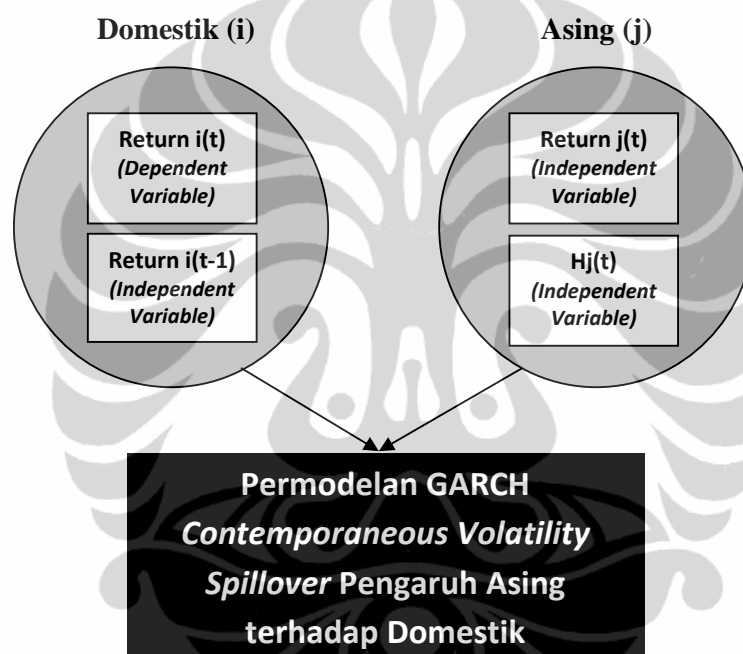 Domestik (i)
Asing (j)
Return i(t)
(Dependent
Variable)
Return i(t-1)
(Independent
Variable)
Return j(t)
(Independent
Variable)
Hj(t)
(Independent
Variable)
Permodelan GARCH
Contemporaneous Volatility
Spillover Pengaruh Asing
terhadap Domestik